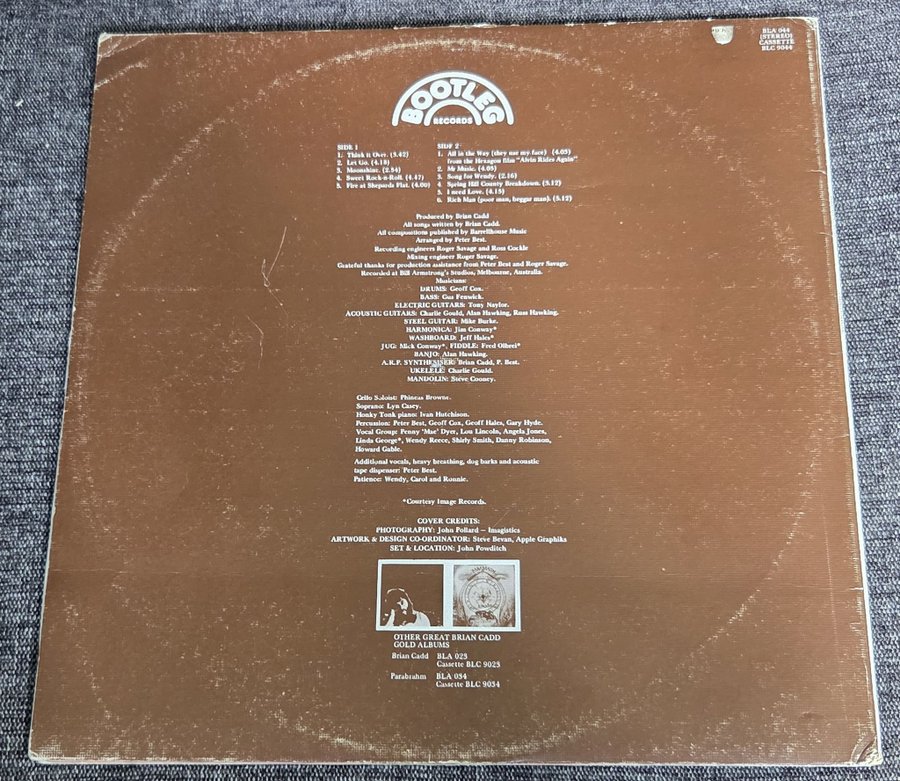 BLA 044
(STEREO)
CASSETTE
BLC 9044
BOOTLEG
RECORDS
SIDE 1
1. Think it Over. (3.42)
2. Let Go. (4.18)
3. Moonshine. (2.54)
4. Sweet Rock-n-Roll. (4.47)
5. Fire at Shepards Flat. (4.00)
SIDE 2
1. All in the Way (they use my face) (4.05)
from the Hexagon film "Alvin Rides Again"
2. Mr Music. (4.05)
3. Song for Wendy. (2.16)
4. Spring Hill County Breakdown. (3.12)
5. I need Love. (4.15)
6. Rich Man (poor man, beggar man). (5.12)
Produced by Brian Cadd
All songs written by Brian Cadd.
All compositions published by Barrelhouse Music
Arranged by Peter Best.
Recording engineers Roger Savage and Ross Cockle
Mixing engineer Roger Savage.
Grateful thanks for production assistance from Peter Best and Roger Savage.
Recorded at Bill Armstrong's Studios, Melbourne, Australia.
Musicians:
DRUMS: Geoff Cox.
BASS: Gus Fenwick.
ELECTRIC GUITARS: Tony Naylor.
ACOUSTIC GUITARS: Charlie Gould, Alan Hawking, Russ Hawking.
STEEL GUITAR: Mike Burke.
HARMONICA: Jim Conway*
WASHBOARD: Jeff Hales*
JUG: Mick Conway*, FIDDLE: Fred Olbrei*
BANJO: Alan Hawking.
A.R.P. SYNTHESISER: Brian Cadd, P. Best.
UKELELE: Charlie Gould.
MANDOLIN: Steve Cooney.
Cello Soloist: Phineas Browne.
Soprano: Lyn Casey.
Honky Tonk piano: Ivan Hutchison.
Percussion: Peter Best, Geoff Cox, Geoff Hales, Gary Hyde.
Vocal Group: Penny 'Mae' Dyer, Lou Lincoln, Angela Jones,
Linda George*, Wendy Reece, Shirly Smith, Danny Robinson,
Howard Gable.
Additional vocals, heavy breathing, dog barks and acoustic
tape dispenser: Peter Best.
Patience: Wendy, Carol and Ronnie.
*Courtesy Image Records.
COVER CREDITS:
PHOTOGRAPHY: John Pollard – Imagistics
ARTWORK & DESIGN CO-ORDINATOR: Steve Bevan, Apple Graphiks
SET & LOCATION: John Powditch
OTHER GREAT BRIAN CADD
GOLD ALBUMS
Brian Cadd BLA 023
Cassette BLC 9023
Parabrahm BLA 034
Cassette BLC 9034